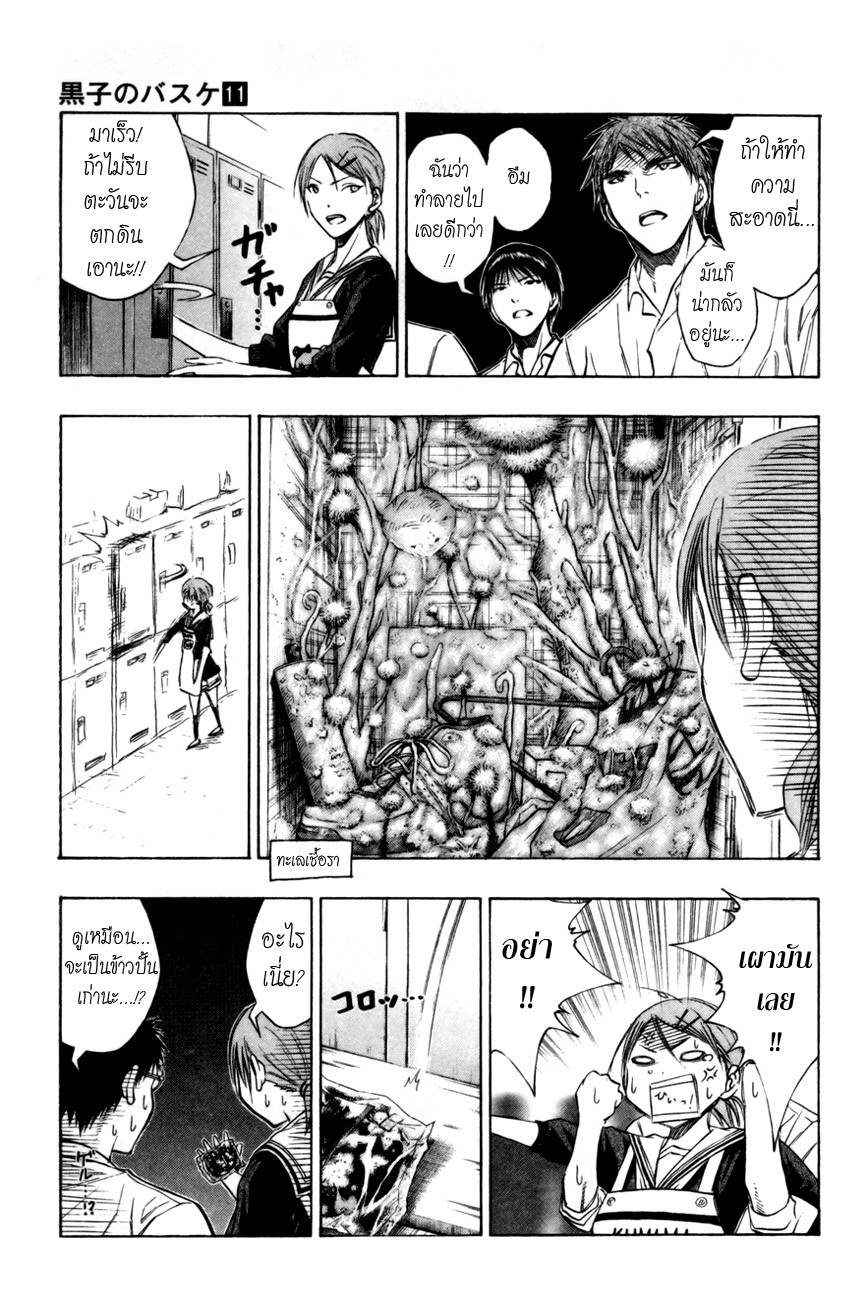 黒子のバスケ11
ถ้าให้ทำ
ความ
สะอาดนี่...
มันก็
น่ากลัว
อยู่นะ...
อืม
ฉันว่า
ทำลายไป
เลยดีกว่า
!!
มาเร็ว!
ถ้าไม่รีบ
ตะวันจะ
ตกดิน
เอานะ!!
ガチャ…
ทะเลเชื้อรา
เผามัน
เลย
!!
อย่า
!!
KUMUMA
コロッ…
อะไร
เนี่ย?
ดูเหมือน...
จะเป็นข้าวปั้น
เก่านะ...!?
ゲル…!?